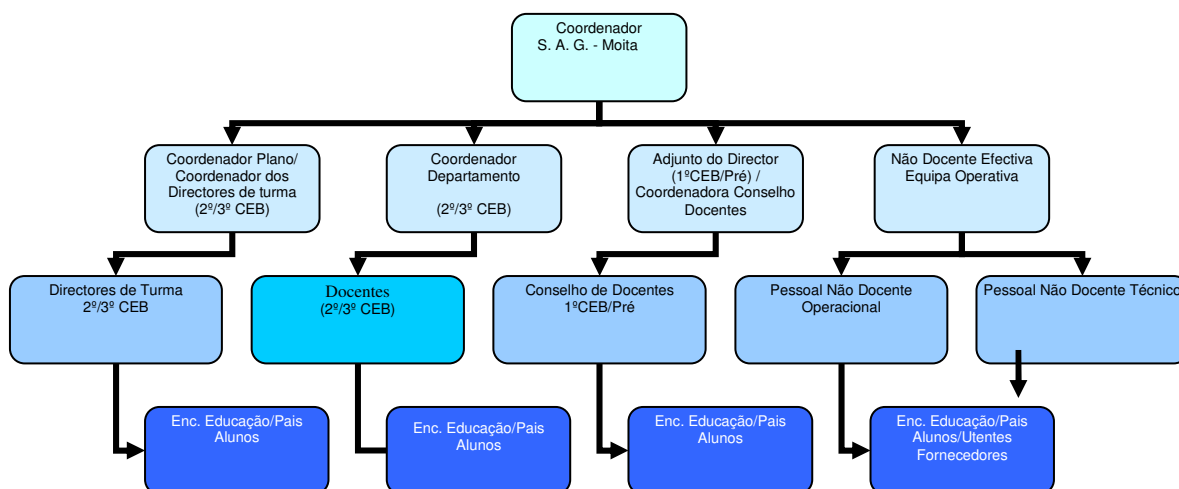 Coordenador
S. A. G. - Moita
Coordenador Plano/
Coordenador dos
Directores de turma
(2º/3º CEB)
Coordenador
Departamento
(2º/3º CEB)
Adjunto do Director
(1ºCEB/Pré) /
Coordenadora Conselho
Docentes
Não Docente Efectiva
Equipa Operativa
Directores de Turma
2º/3º CEB
Docentes
(2º/3º CEB)
Conselho de Docentes
1ºCEB/Pré
Pessoal Não Docente
Operacional
Pessoal Não Docente Técnico
Enc. Educação/Pais
Alunos
Enc. Educação/Pais
Alunos
Enc. Educação/Pais
Alunos
Enc. Educação/Pais
Alunos/Utentes
Fornecedores